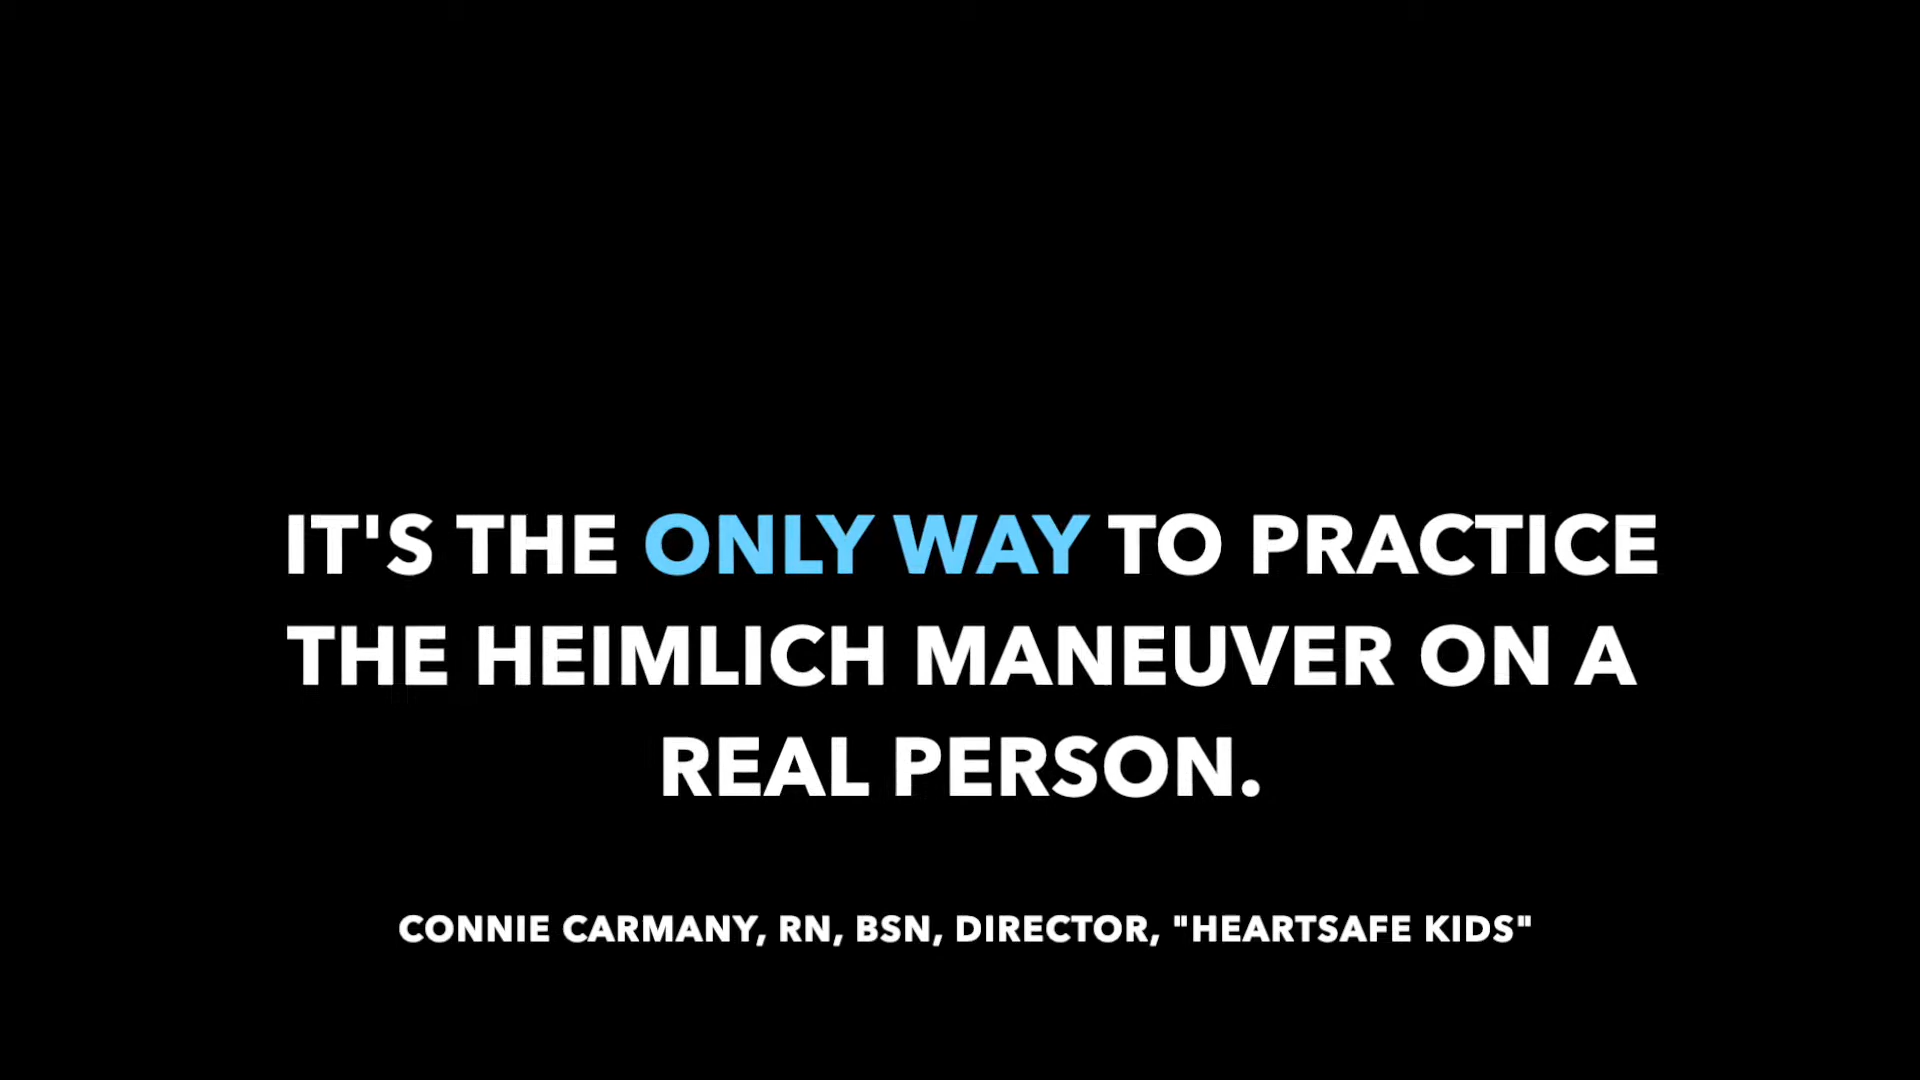 IT'S THE ONLY WAY TO PRACTICE
THE HEIMLICH MANEUVER ON A
REAL PERSON.
CONNIE CARMANY, RN, BSN, DIRECTOR, "HEARTSAFE KIDS"